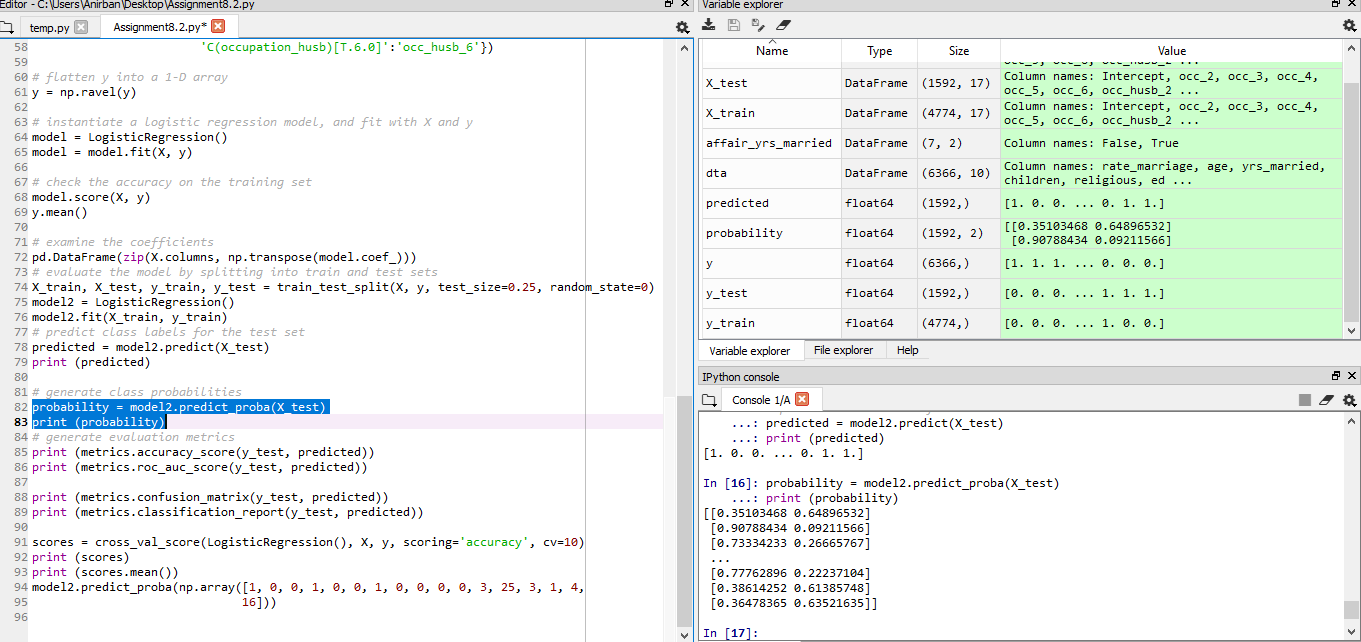 Editor - C:\Users\Anirban\Desktop\Assignment8.2.py
temp.py
Assignment8.2.py*
58 'C(occupation_husb)[T.6.0]':'occ_husb_6'})
59
60 # flatten y into a 1-D array
61 y = np.ravel(y)
62
63 # instantiate a logistic regression model, and fit with X and y
64 model = LogisticRegression()
65 model = model.fit(X, y)
66
67 # check the accuracy on the training set
68 model.score(X, y)
69 y.mean()
70
71 # examine the coefficients
72 pd.DataFrame(zip(X.columns, np.transpose(model.coef_)))
73 # evaluate the model by splitting into train and test sets
74 X_train, X_test, y_train, y_test = train_test_split(X, y, test_size=0.25, random_state=0)
75 model2 = LogisticRegression()
76 model2.fit(X_train, y_train)
77 # predict class labels for the test set
78 predicted = model2.predict(X_test)
79 print (predicted)
80
81 # generate class probabilities
82 probability = model2.predict_proba(X_test)
83 print (probability)
84 # generate evaluation metrics
85 print (metrics.accuracy_score(y_test, predicted))
86 print (metrics.roc_auc_score(y_test, predicted))
87
88 print (metrics.confusion_matrix(y_test, predicted))
89 print (metrics.classification_report(y_test, predicted))
90
91 scores = cross_val_score(LogisticRegression(), X, y, scoring='accuracy', cv=10)
92 print (scores)
93 print (scores.mean())
94 model2.predict_proba(np.array([1, 0, 0, 1, 0, 0, 1, 0, 0, 0, 0, 3, 25, 3, 1, 4,
95 16]))
96
Variable explorer
Name Type Size Value
occ_5, occ_6, occ_husb_2 ...
X_test DataFrame (1592, 17) Column names: Intercept, occ_2, occ_3, occ_4,
occ_5, occ_6, occ_husb_2 ...
X_train DataFrame (4774, 17) Column names: Intercept, occ_2, occ_3, occ_4,
occ_5, occ_6, occ_husb_2 ...
affair_yrs_married DataFrame (7, 2) Column names: False, True
dta DataFrame (6366, 10) Column names: rate_marriage, age, yrs_married,
children, religious, ed ...
predicted float64 (1592,) [1. 0. 0. ... 0. 1. 1.]
probability float64 (1592, 2) [[0.35103468 0.64896532]
[0.90788434 0.09211566]
y float64 (6366,) [1. 1. 1. ... 0. 0. 0.]
y_test float64 (1592,) [0. 0. 0. ... 1. 1. 1.]
y_train float64 (4774,) [0. 0. 0. ... 1. 0. 0.]
Variable explorer File explorer Help
IPython console
Console 1/A
...: predicted = model2.predict(X_test)
...: print (predicted)
[1. 0. 0. ... 0. 1. 1.]
In [16]: probability = model2.predict_proba(X_test)
...: print (probability)
[[0.35103468 0.64896532]
[0.90788434 0.09211566]
[0.73334233 0.26665767]
...
[0.77762896 0.22237104]
[0.38614252 0.61385748]
[0.36478365 0.63521635]]
In [17]: